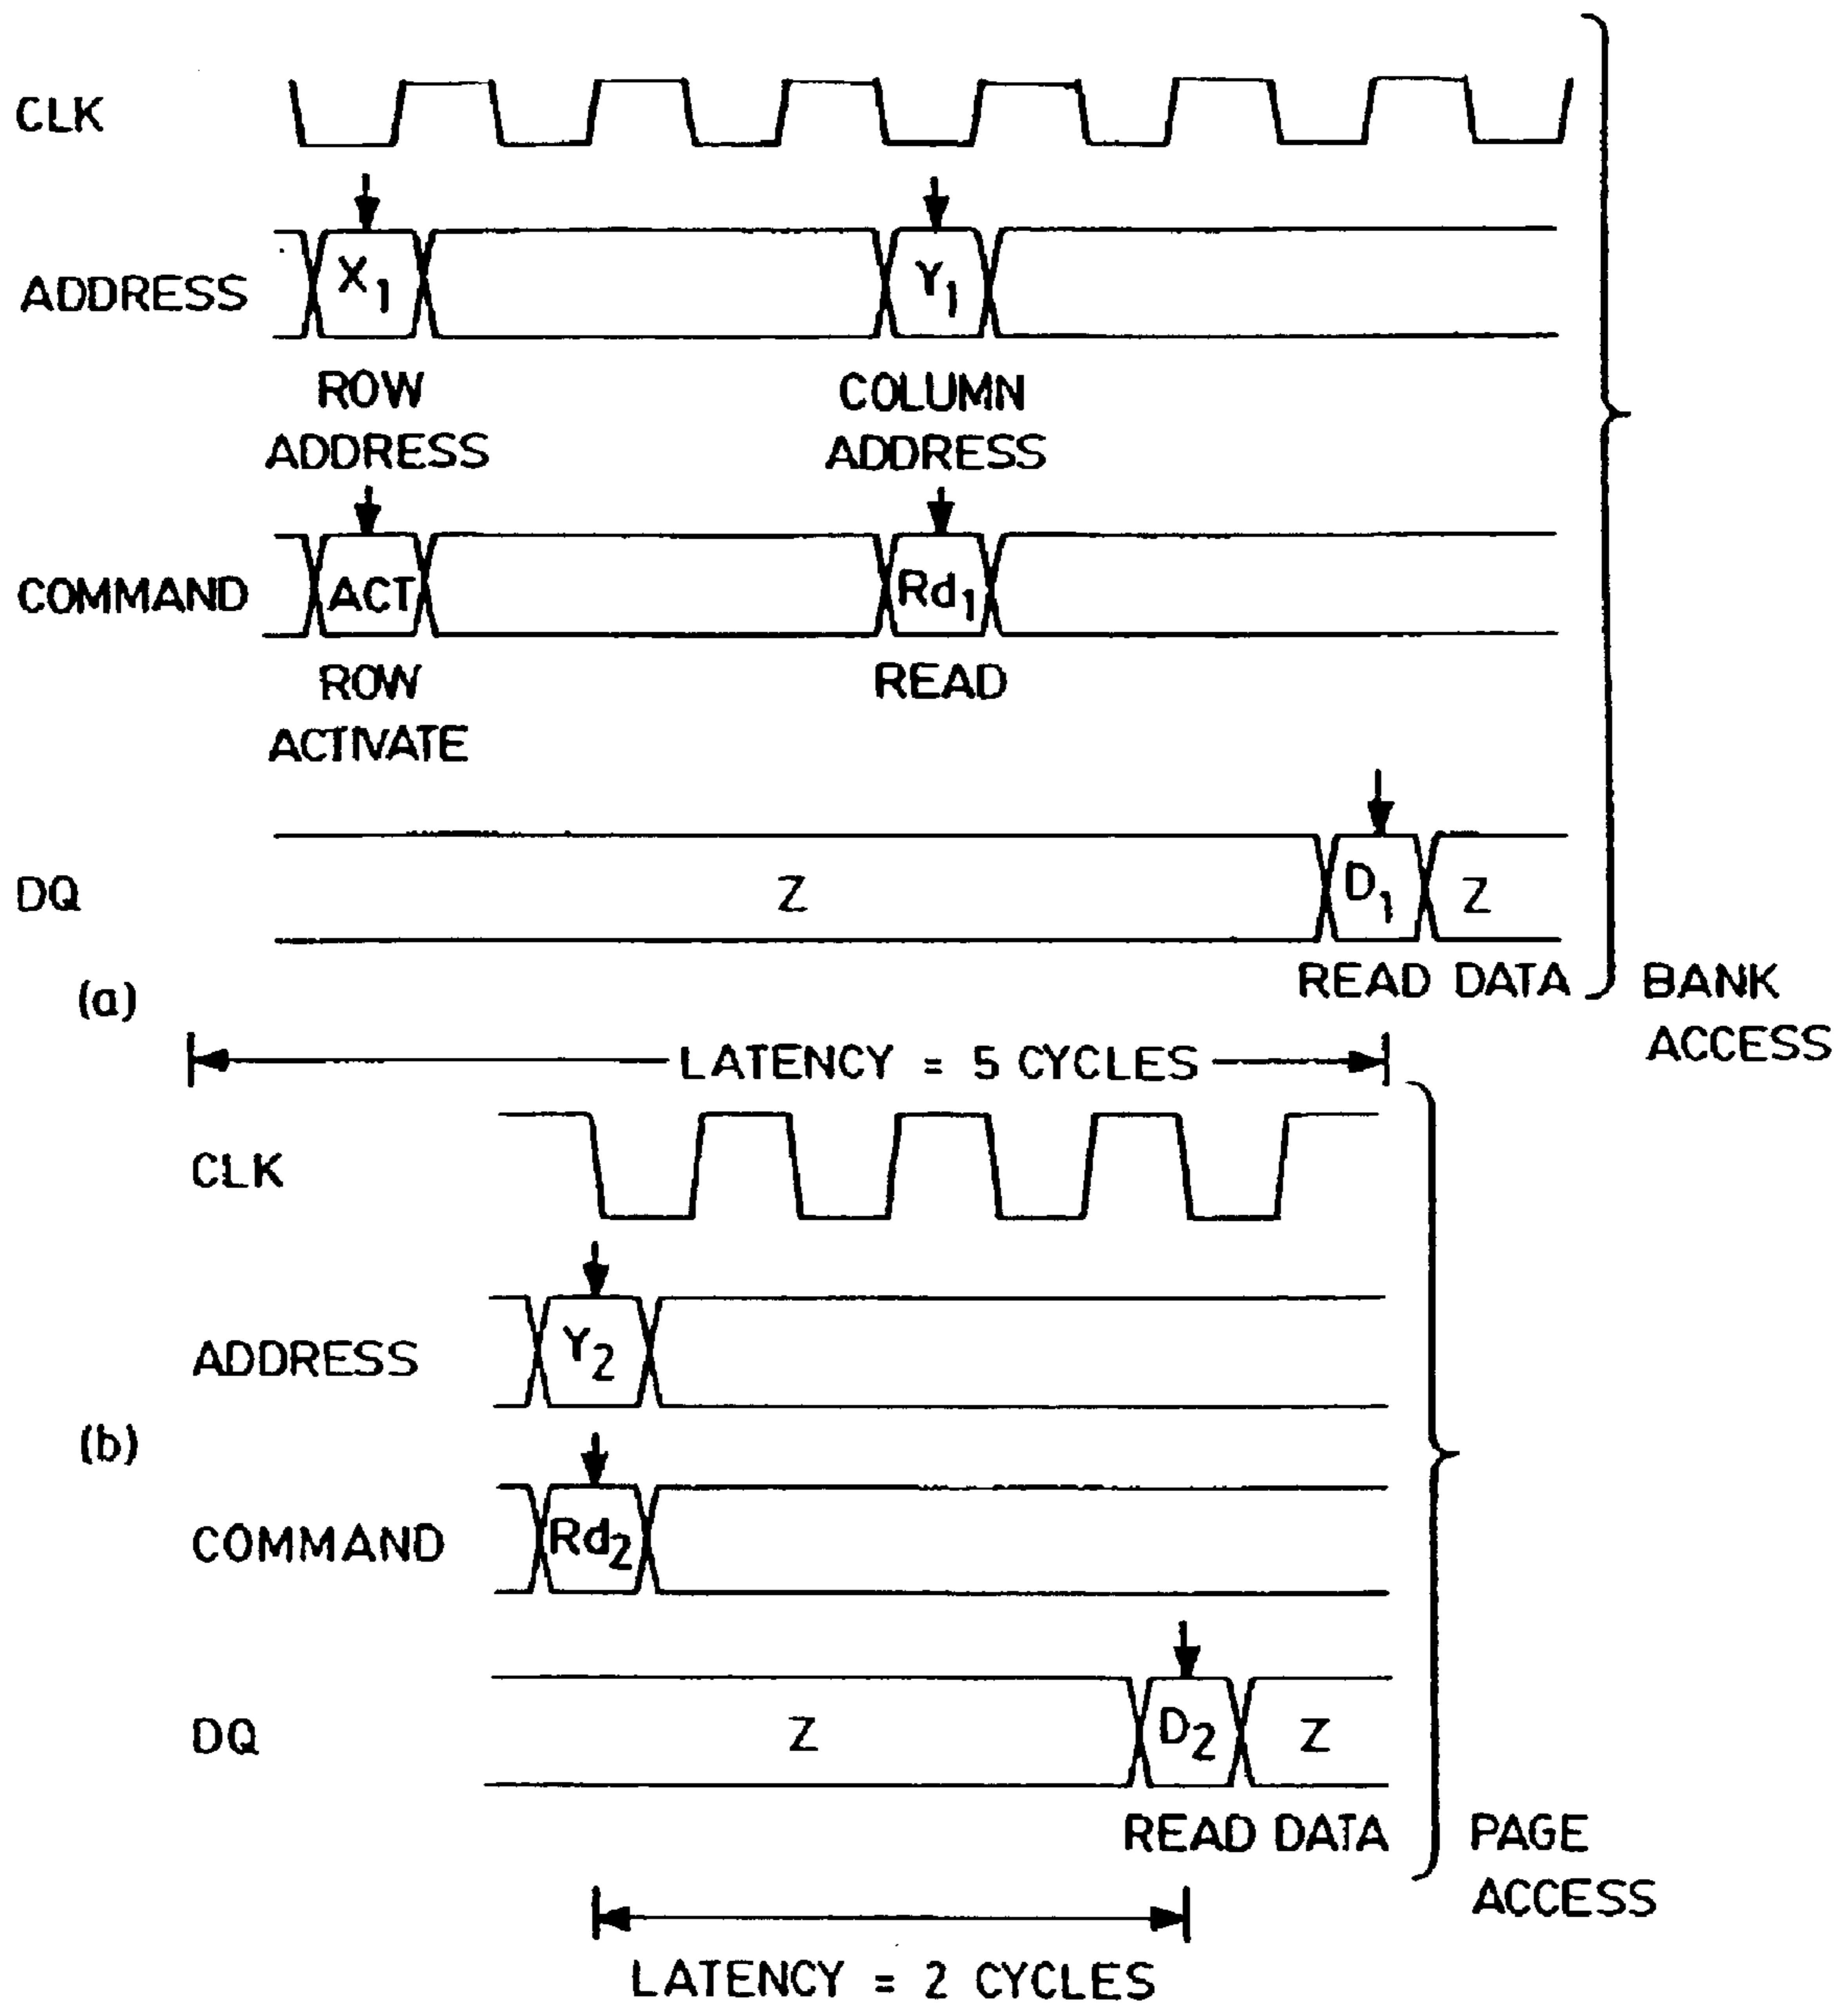 CLK
ADDRESS X1 Y1
ROW ADDRESS
COLUMN ADDRESS
COMMAND ACT Rd1
ROW ACTIVATE
READ
DQ Z D1 Z
READ DATA
BANK ACCESS
(a)
LATENCY = 5 CYCLES
CLK
ADDRESS Y2
(b)
COMMAND Rd2
DQ Z D2 Z
READ DATA
PAGE ACCESS
LATENCY = 2 CYCLES